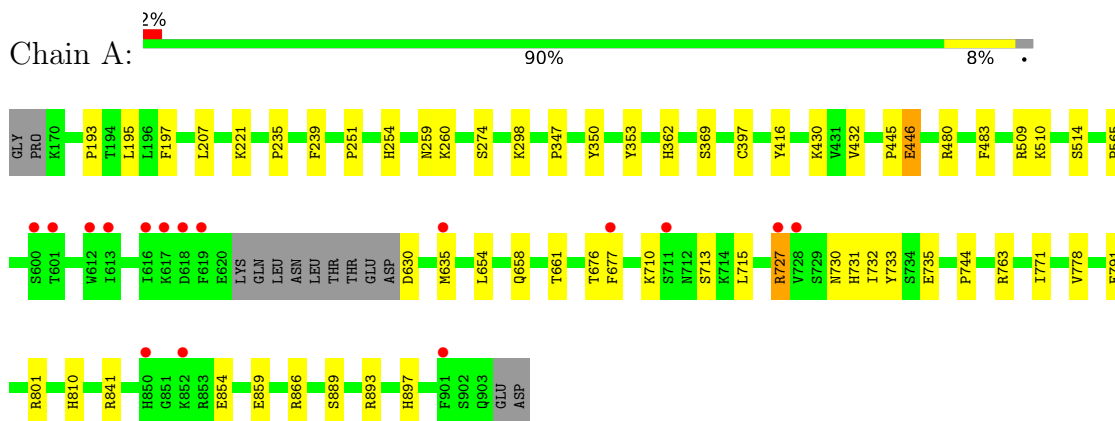 2%
Chain A:
90% 8% •
GLY PRO K170 P193 T194 L195 L196 F197 L207 K221 P235 F239 P251 H254 N259 K260 S274 K298 P347 Y350 Y353 H362 S369 C397 Y416 K430 V431 V432 P445 E446 R480 F483 R509 K510 S514
S600 T601 W612 I613 I616 K617 D618 F619 E620 LYS GLN LEU ASN LEU THR THR GLU ASP D630 M635 L654 Q658 T661 T676 F677 K710 S711 N712 S713 K714 L715 R727 V728 S729 N730 H731 I732 Y733 S734 E735 P744 R763 I771 V778
R801 H810 R841 H850 G851 K852 R853 E854 E859 R866 S889 R893 H897 F901 S902 Q903 GLU ASP